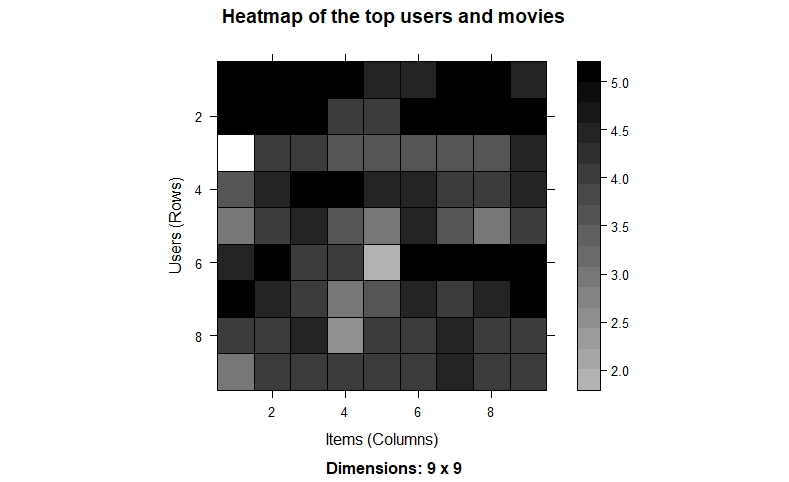 Heatmap of the top users and movies
2
4
6
8
Users (Rows)
2 4 6 8
Items (Columns)
Dimensions: 9 x 9
5.0
4.5
4.0
3.5
3.0
2.5
2.0